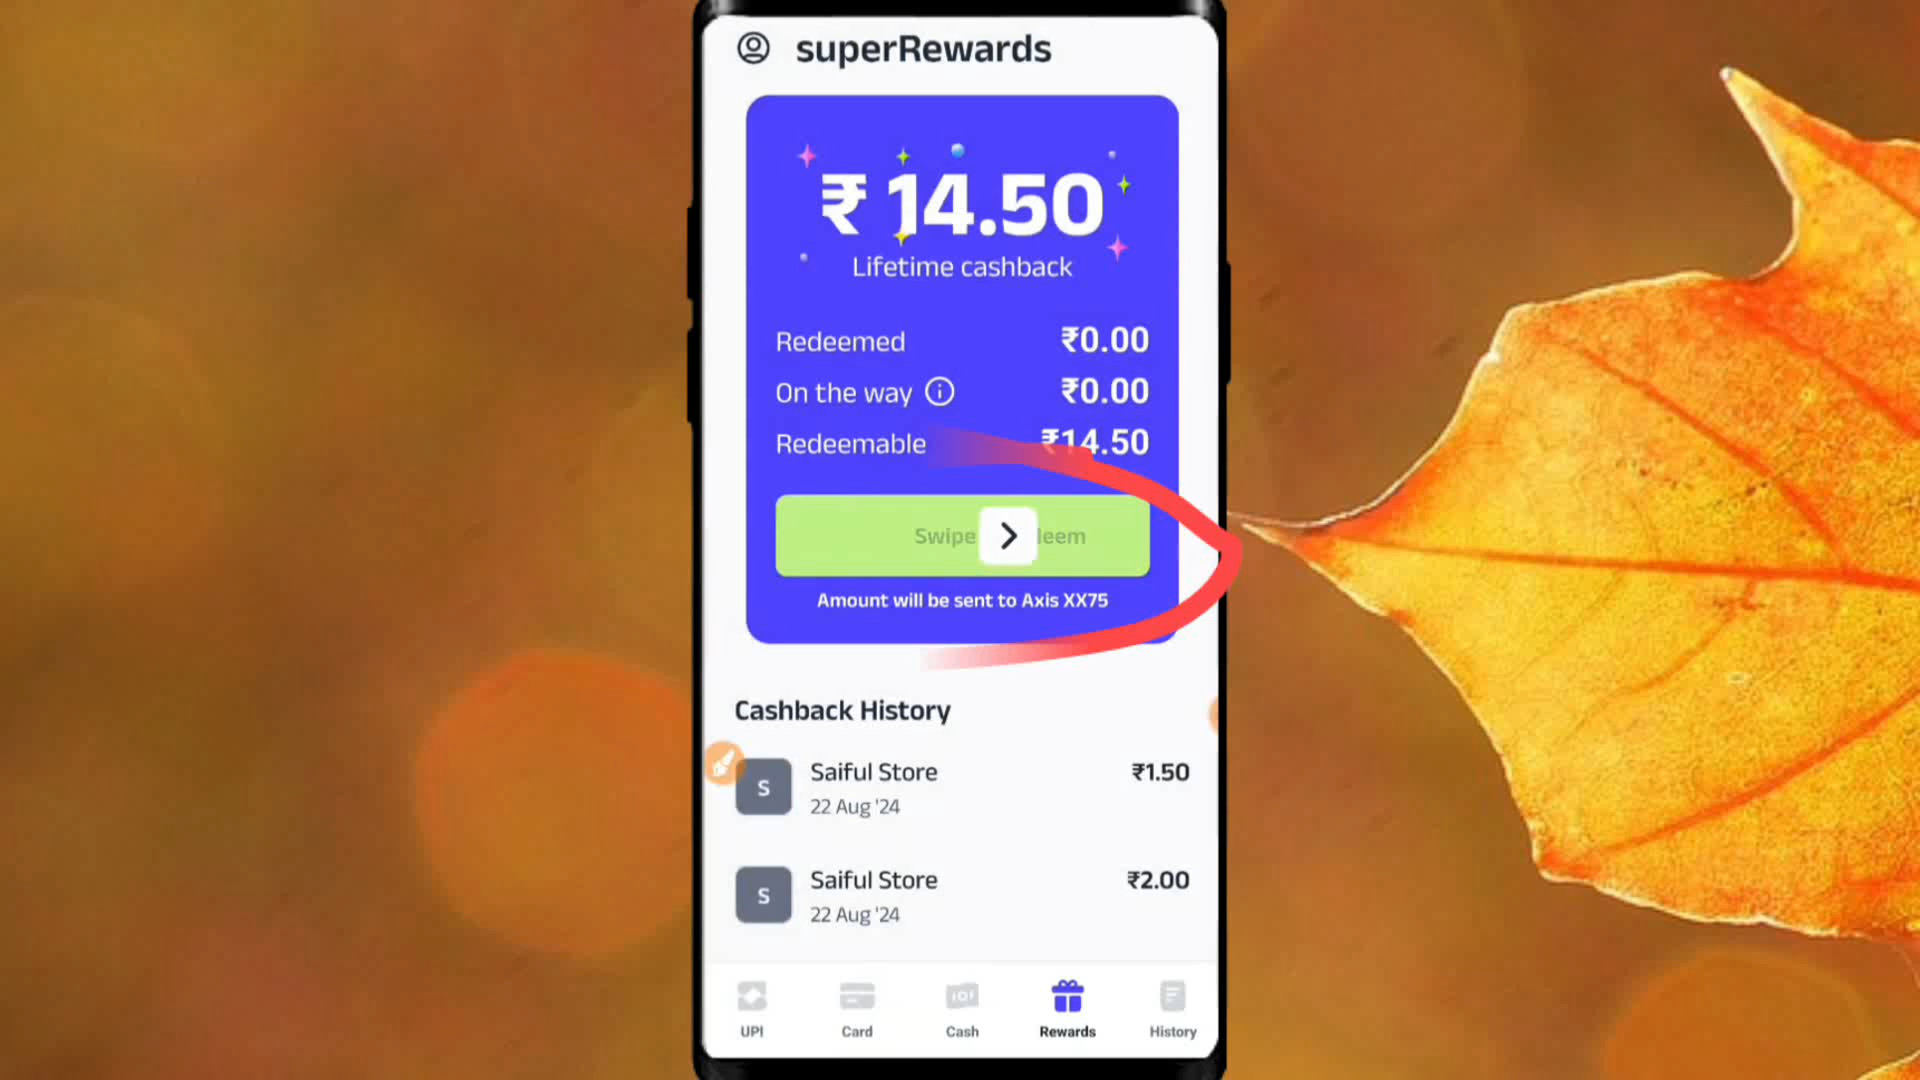 superRewards
₹ 14.50
Lifetime cashback
Redeemed ₹0.00
On the way ₹0.00
Redeemable ₹14.50
Swipe
Amount will be sent to Axis XX75
Cashback History
S Saiful Store ₹1.50
22 Aug '24
S Saiful Store ₹2.00
22 Aug '24
UPI Card Cash Rewards History